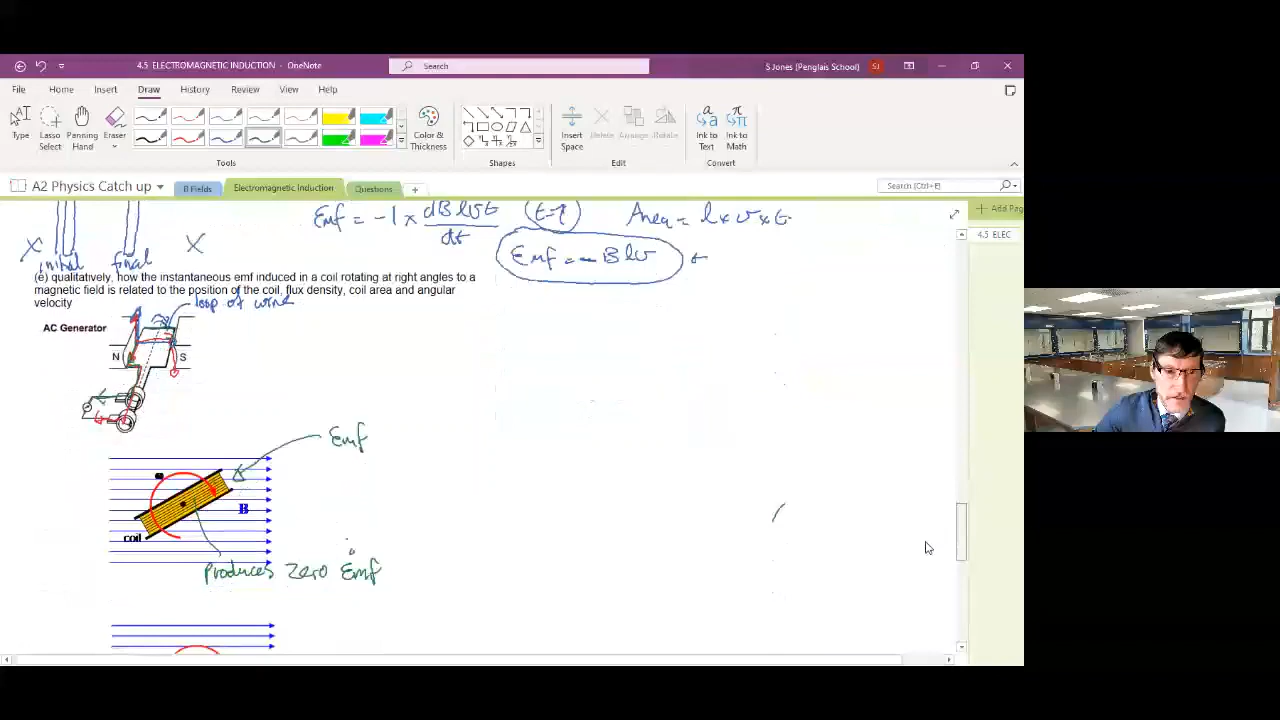 4.5 ELECTROMAGNETIC INDUCTION - OneNote
Search
S Jones (Penglais School)
SJ
File Home Insert Draw History Review View Help
Type
Lasso Select
Panning Hand
Eraser
Color & Thickness
Insert Space
Delete
Arrange
Rotate
Ink to Text
Ink to Math
Tools
Shapes
Edit
Convert
A2 Physics Catch up
B Fields
Electromagnetic Induction
Questions
Search (Ctrl+E)
Add Pag
4.5 ELEC
Emf = -1 x dBlvt/dt (t=1) Area = l x v x t
X initial final X
Emf = - Blv
(e) qualitatively, how the instantaneous emf induced in a coil rotating at right angles to a
magnetic field is related to the position of the coil, flux density, coil area and angular
velocity
loop of wire
AC Generator
N S
Emf
ω
B
coil
Produces zero Emf